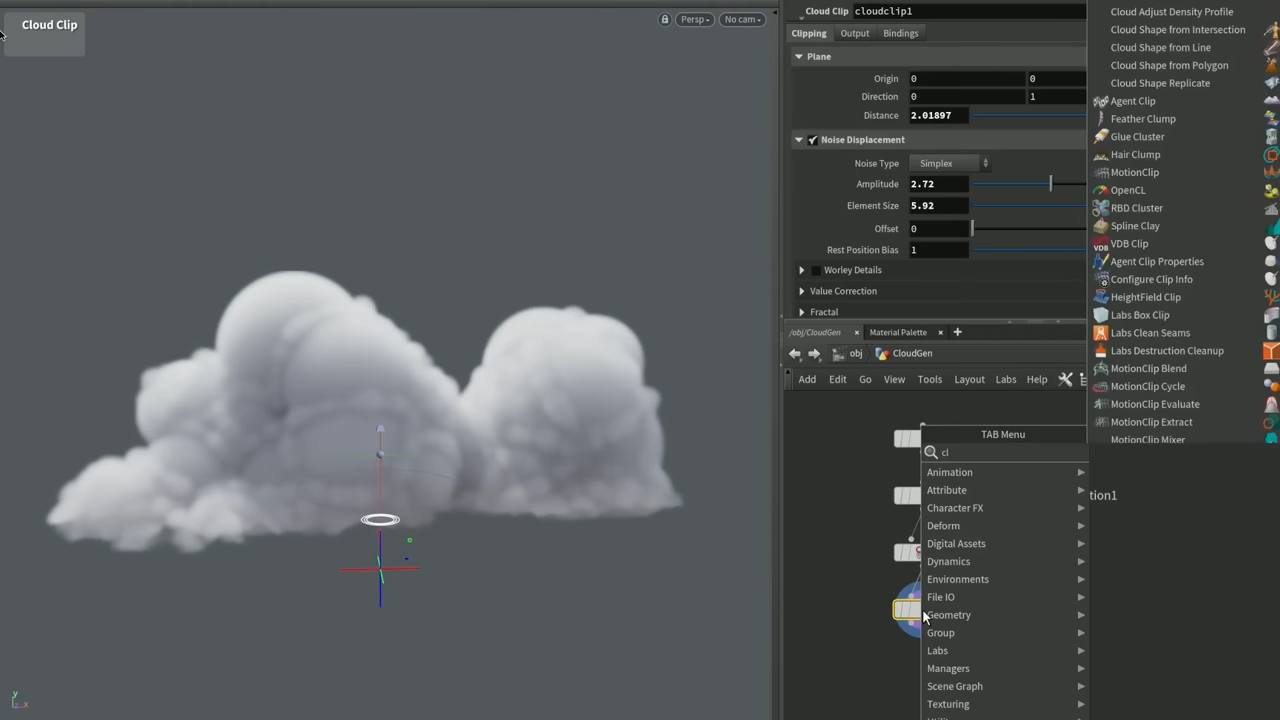 Cloud Clip
Persp
No cam
Cloud Clip cloudclip1
Clipping Output Bindings
Plane
Origin 0 0
Direction 0 1
Distance 2.01897
Noise Displacement
Noise Type Simplex
Amplitude 2.72
Element Size 5.92
Offset 0
Rest Position Bias 1
Worley Details
Value Correction
Fractal
/obj/CloudGen Material Palette
obj CloudGen
Add Edit Go View Tools Layout Labs Help
TAB Menu
cl
Animation
Attribute
Character FX
Deform
Digital Assets
Dynamics
Environments
File IO
Geometry
Group
Labs
Managers
Scene Graph
Texturing
Cloud Adjust Density Profile
Cloud Shape from Intersection
Cloud Shape from Line
Cloud Shape from Polygon
Cloud Shape Replicate
Agent Clip
Feather Clump
Glue Cluster
Hair Clump
MotionClip
OpenCL
RBD Cluster
Spline Clay
VDB Clip
Agent Clip Properties
Configure Clip Info
HeightField Clip
Labs Box Clip
Labs Clean Seams
Labs Destruction Cleanup
MotionClip Blend
MotionClip Cycle
MotionClip Evaluate
MotionClip Extract
MotionClip Mixer
tion1
y
x